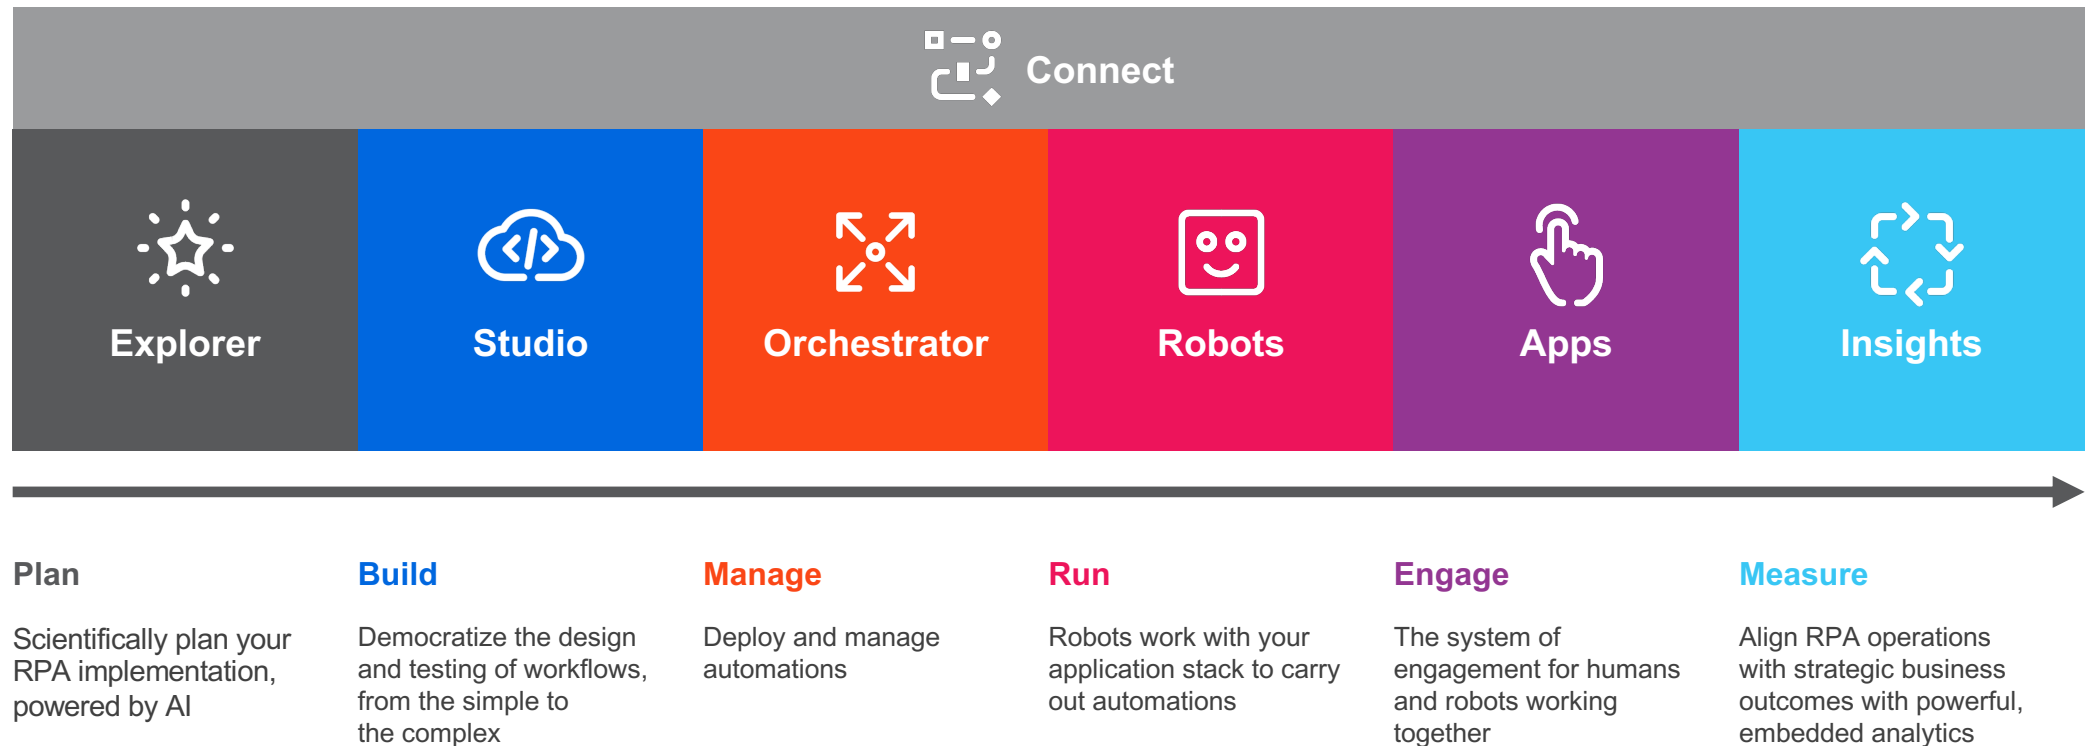 Connect
Explorer
Studio
Orchestrator
Robots
Apps
Insights
Plan
Scientifically plan your
RPA implementation,
powered by AI
Build
Democratize the design
and testing of workflows,
from the simple to
the complex
Manage
Deploy and manage
automations
Run
Robots work with your
application stack to carry
out automations
Engage
The system of
engagement for humans
and robots working
together
Measure
Align RPA operations
with strategic business
outcomes with powerful,
embedded analytics